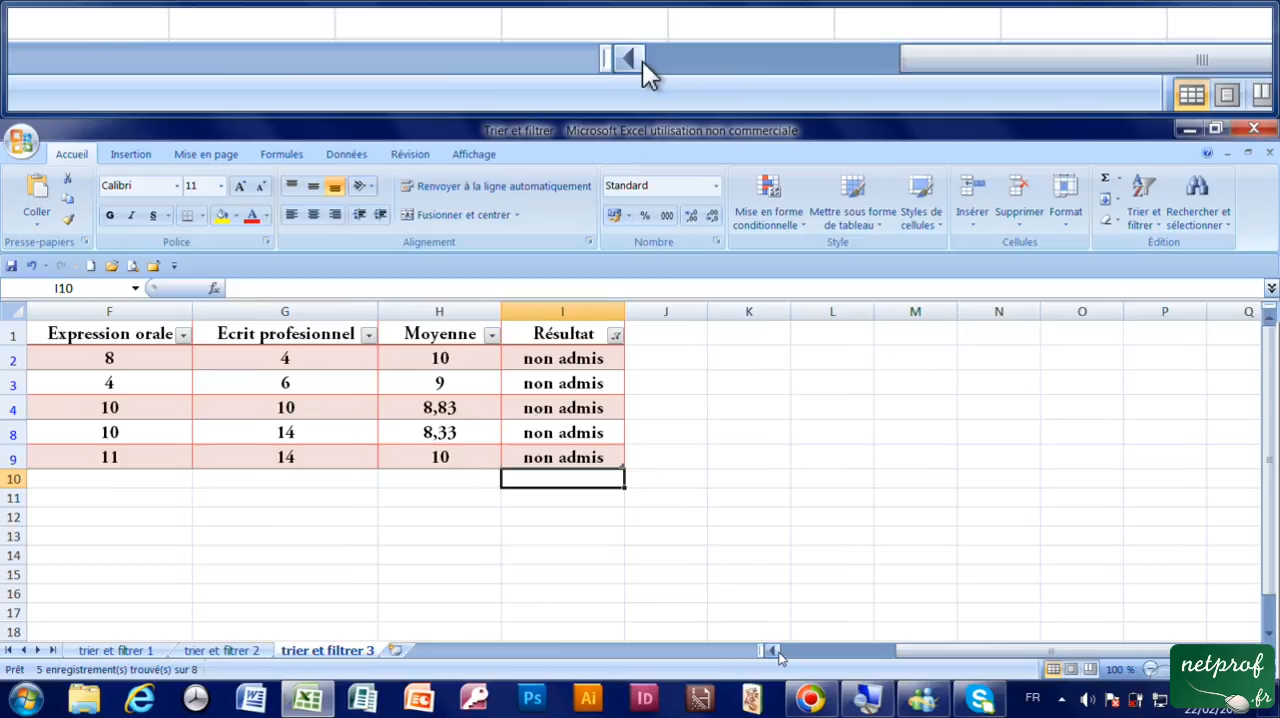 Trier et filtrer - Microsoft Excel utilisation non commerciale
Accueil Insertion Mise en page Formules Données Révision Affichage
Calibri 11 Renvoyer à la ligne automatiquement Standard
Coller G I S Fusionner et centrer % 000 Mise en forme conditionnelle Mettre sous forme de tableau Styles de cellules Insérer Supprimer Format Σ Trier et filtrer Rechercher et sélectionner
Presse-papiers Police Alignement Nombre Style Cellules Édition
I10 fx
F G H I J K L M N O P Q
1 Expression orale Ecrit profesionnel Moyenne Résultat
2 8 4 10 non admis
3 4 6 9 non admis
4 10 10 8,83 non admis
8 10 14 8,33 non admis
9 11 14 10 non admis
10
11
12
13
14
15
16
17
18
trier et filtrer 1 trier et filtrer 2 trier et filtrer 3
Prêt 5 enregistrement(s) trouvé(s) sur 8 100 %
Ps Ai Id FR
netprof
.fr